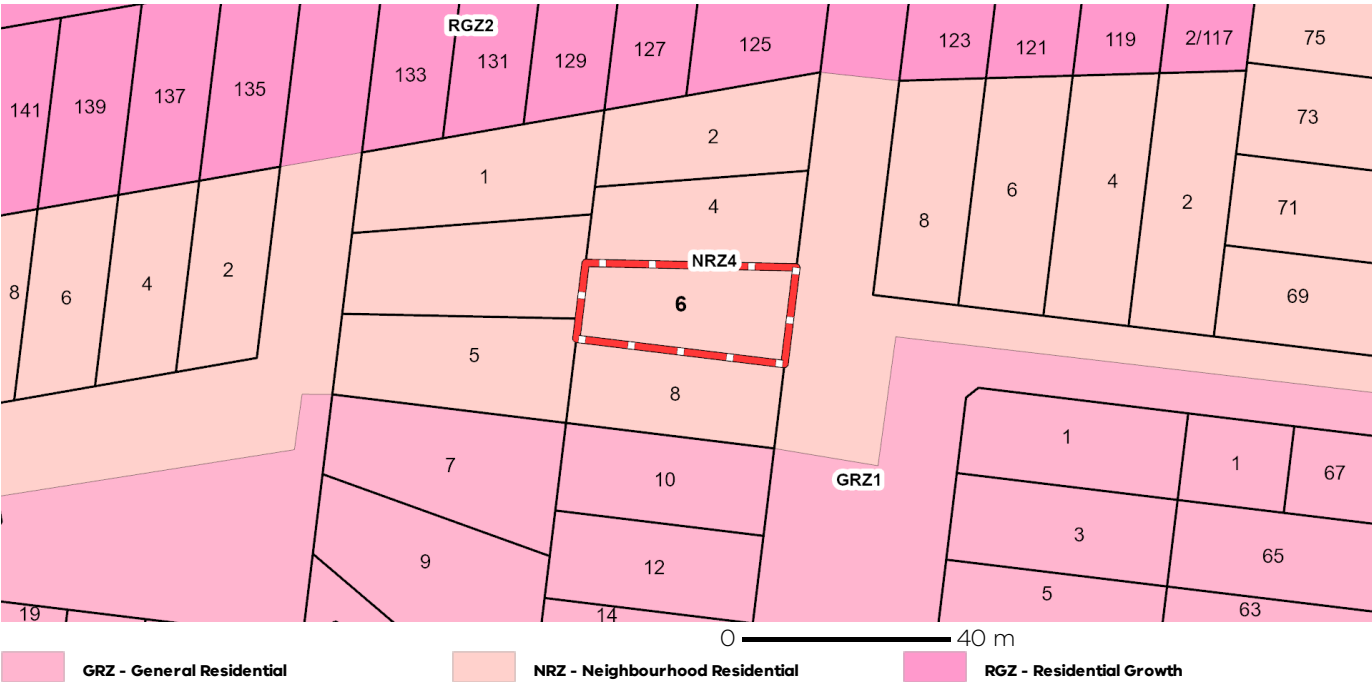 RGZ2
141 139 137 135 133 131 129 127 125 123 121 119 2/117 75
73
1 2 6 4 2 71
4 8
8 6 4 2 NRZ4 69
6
5
8
7 10 GRZ1 1 1 67
9 12 3 65
19 14 5 63
0 40 m
GRZ - General Residential NRZ - Neighbourhood Residential RGZ - Residential Growth